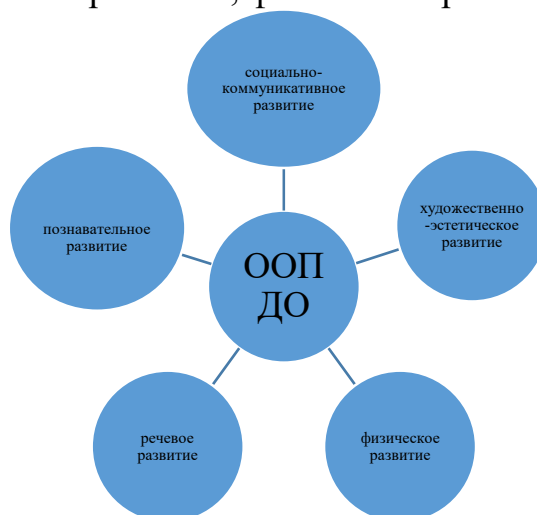 социально-
коммуникативное
развитие
художественно
-эстетическое
развитие
познавательное
развитие
ООП
ДО
речевое
развитие
физическое
развитие